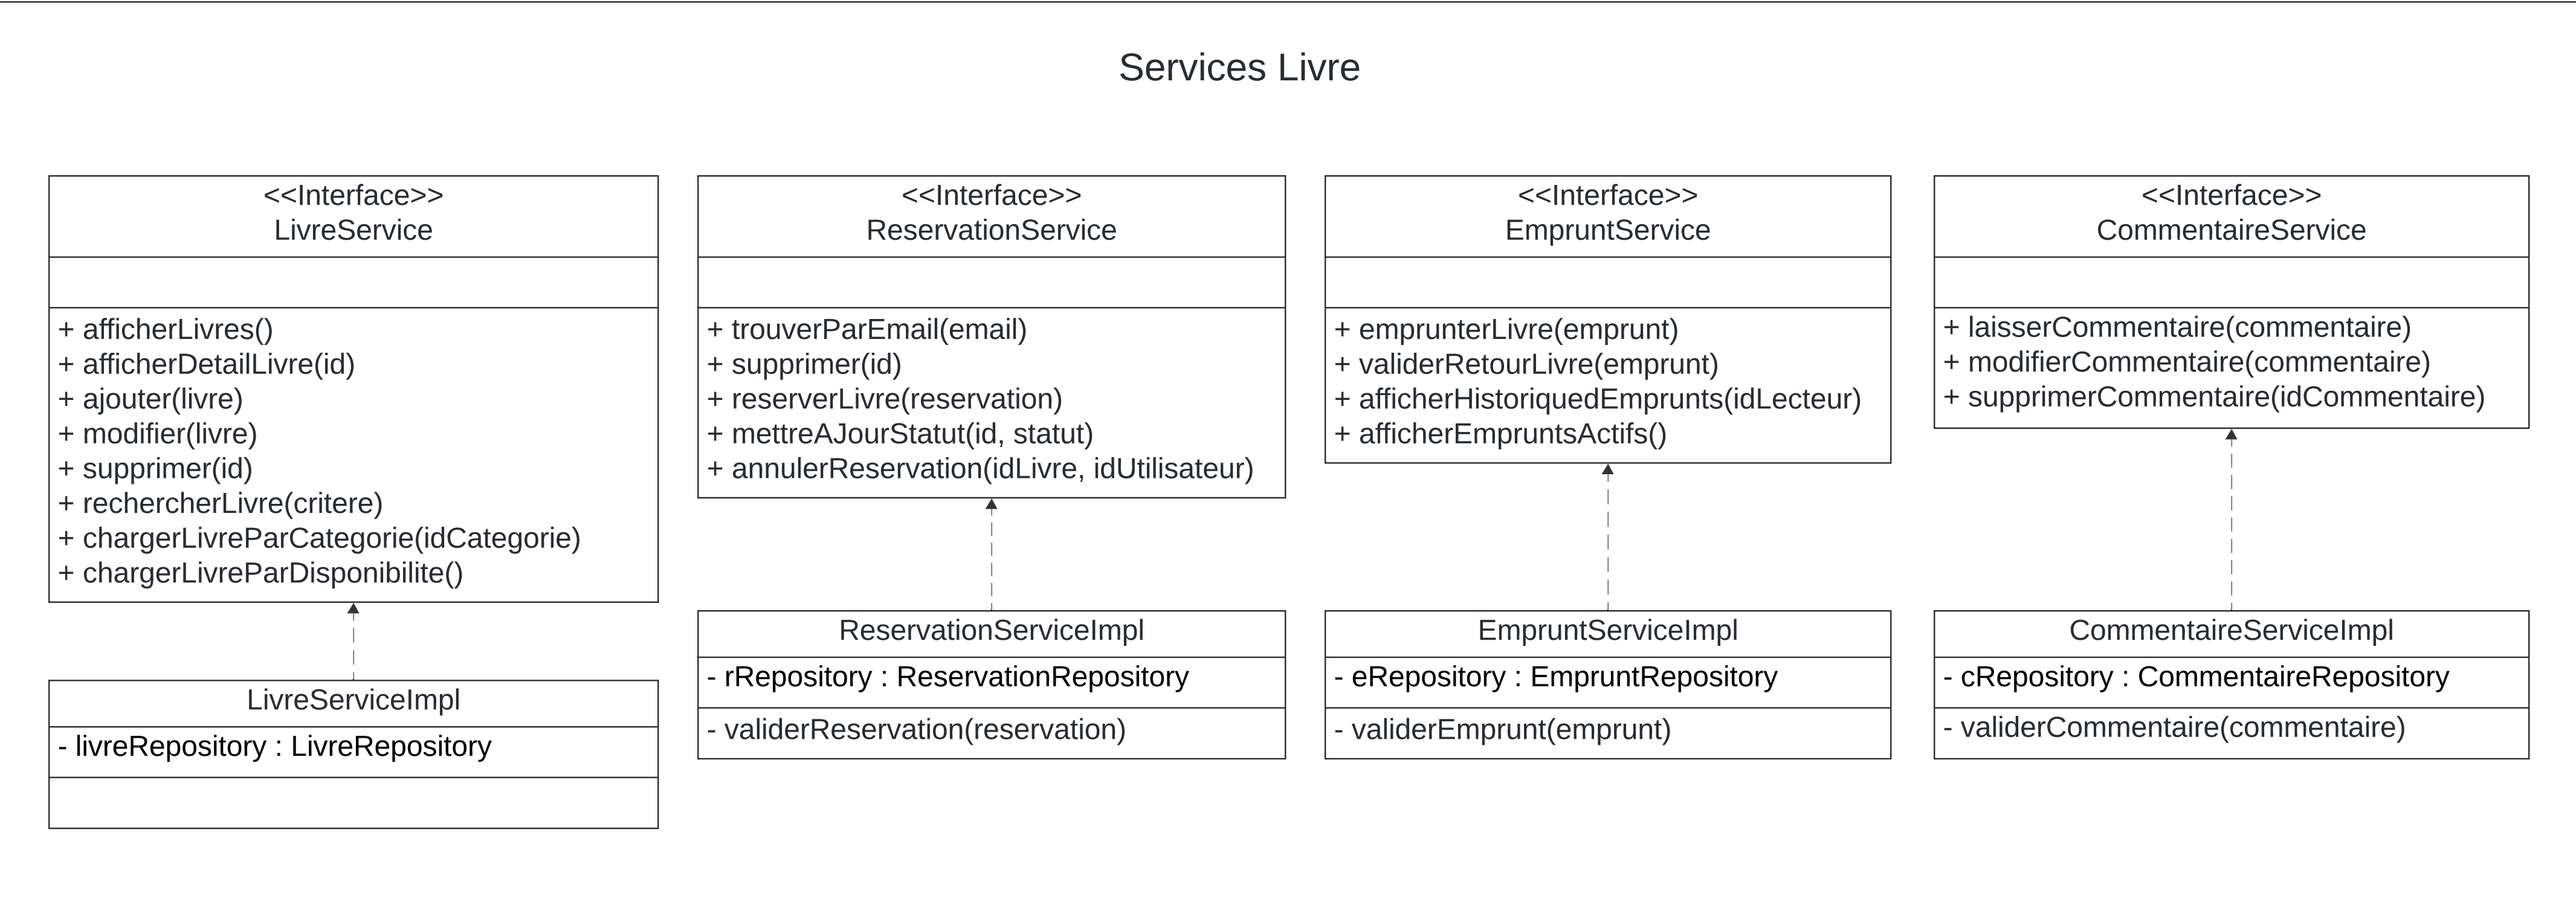 Services Livre
<<Interface>>
LivreService
+ afficherLivres()
+ afficherDetailLivre(id)
+ ajouter(livre)
+ modifier(livre)
+ supprimer(id)
+ rechercherLivre(critere)
+ chargerLivreParCategorie(idCategorie)
+ chargerLivreParDisponibilite()
LivreServiceImpl
- livreRepository : LivreRepository
<<Interface>>
ReservationService
+ trouverParEmail(email)
+ supprimer(id)
+ reserverLivre(reservation)
+ mettreAJourStatut(id, statut)
+ annulerReservation(idLivre, idUtilisateur)
ReservationServiceImpl
- rRepository : ReservationRepository
- validerReservation(reservation)
<<Interface>>
EmpruntService
+ emprunterLivre(emprunt)
+ validerRetourLivre(emprunt)
+ afficherHistoriquedEmprunts(idLecteur)
+ afficherEmpruntsActifs()
EmpruntServiceImpl
- eRepository : EmpruntRepository
- validerEmprunt(emprunt)
<<Interface>>
CommentaireService
+ laisserCommentaire(commentaire)
+ modifierCommentaire(commentaire)
+ supprimerCommentaire(idCommentaire)
CommentaireServiceImpl
- cRepository : CommentaireRepository
- validerCommentaire(commentaire)